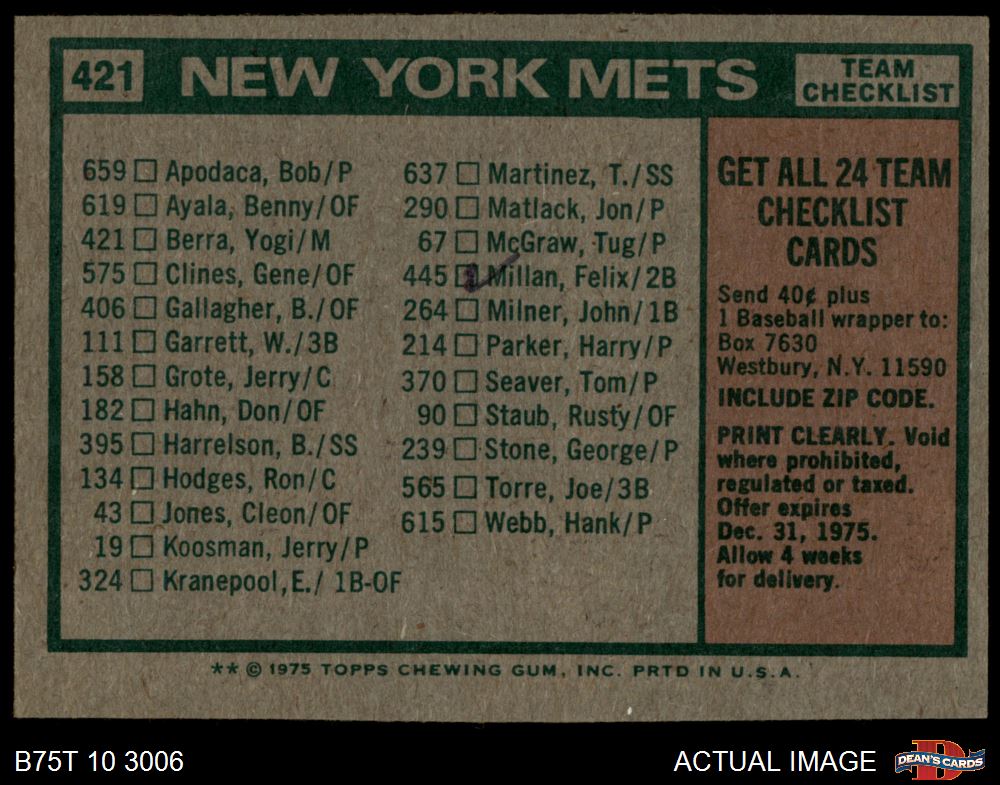 421 NEW YORK METS TEAM CHECKLIST
659 Apodaca, Bob/P
619 Ayala, Benny/OF
421 Berra, Yogi/M
575 Clines, Gene/OF
406 Gallagher, B./OF
111 Garrett, W./3B
158 Grote, Jerry/C
182 Hahn, Don/OF
395 Harrelson, B./SS
134 Hodges, Ron/C
43 Jones, Cleon/OF
19 Koosman, Jerry/P
324 Kranepool,E./ 1B-OF
637 Martinez, T./SS
290 Matlack, Jon/P
67 McGraw, Tug/P
445 Millan, Felix/2B
264 Milner, John/1B
214 Parker, Harry/P
370 Seaver, Tom/P
90 Staub, Rusty/OF
239 Stone, George/P
565 Torre, Joe/3B
615 Webb, Hank/P
GET ALL 24 TEAM
CHECKLIST
CARDS
Send 40¢ plus
1 Baseball wrapper to:
Box 7630
Westbury, N.Y. 11590
INCLUDE ZIP CODE.
PRINT CLEARLY. Void
where prohibited,
regulated or taxed.
Offer expires
Dec. 31, 1975.
Allow 4 weeks
for delivery.
** © 1975 TOPPS CHEWING GUM, INC. PRTD IN U.S.A.
B75T 10 3006
ACTUAL IMAGE
D
DEAN'S CARDS